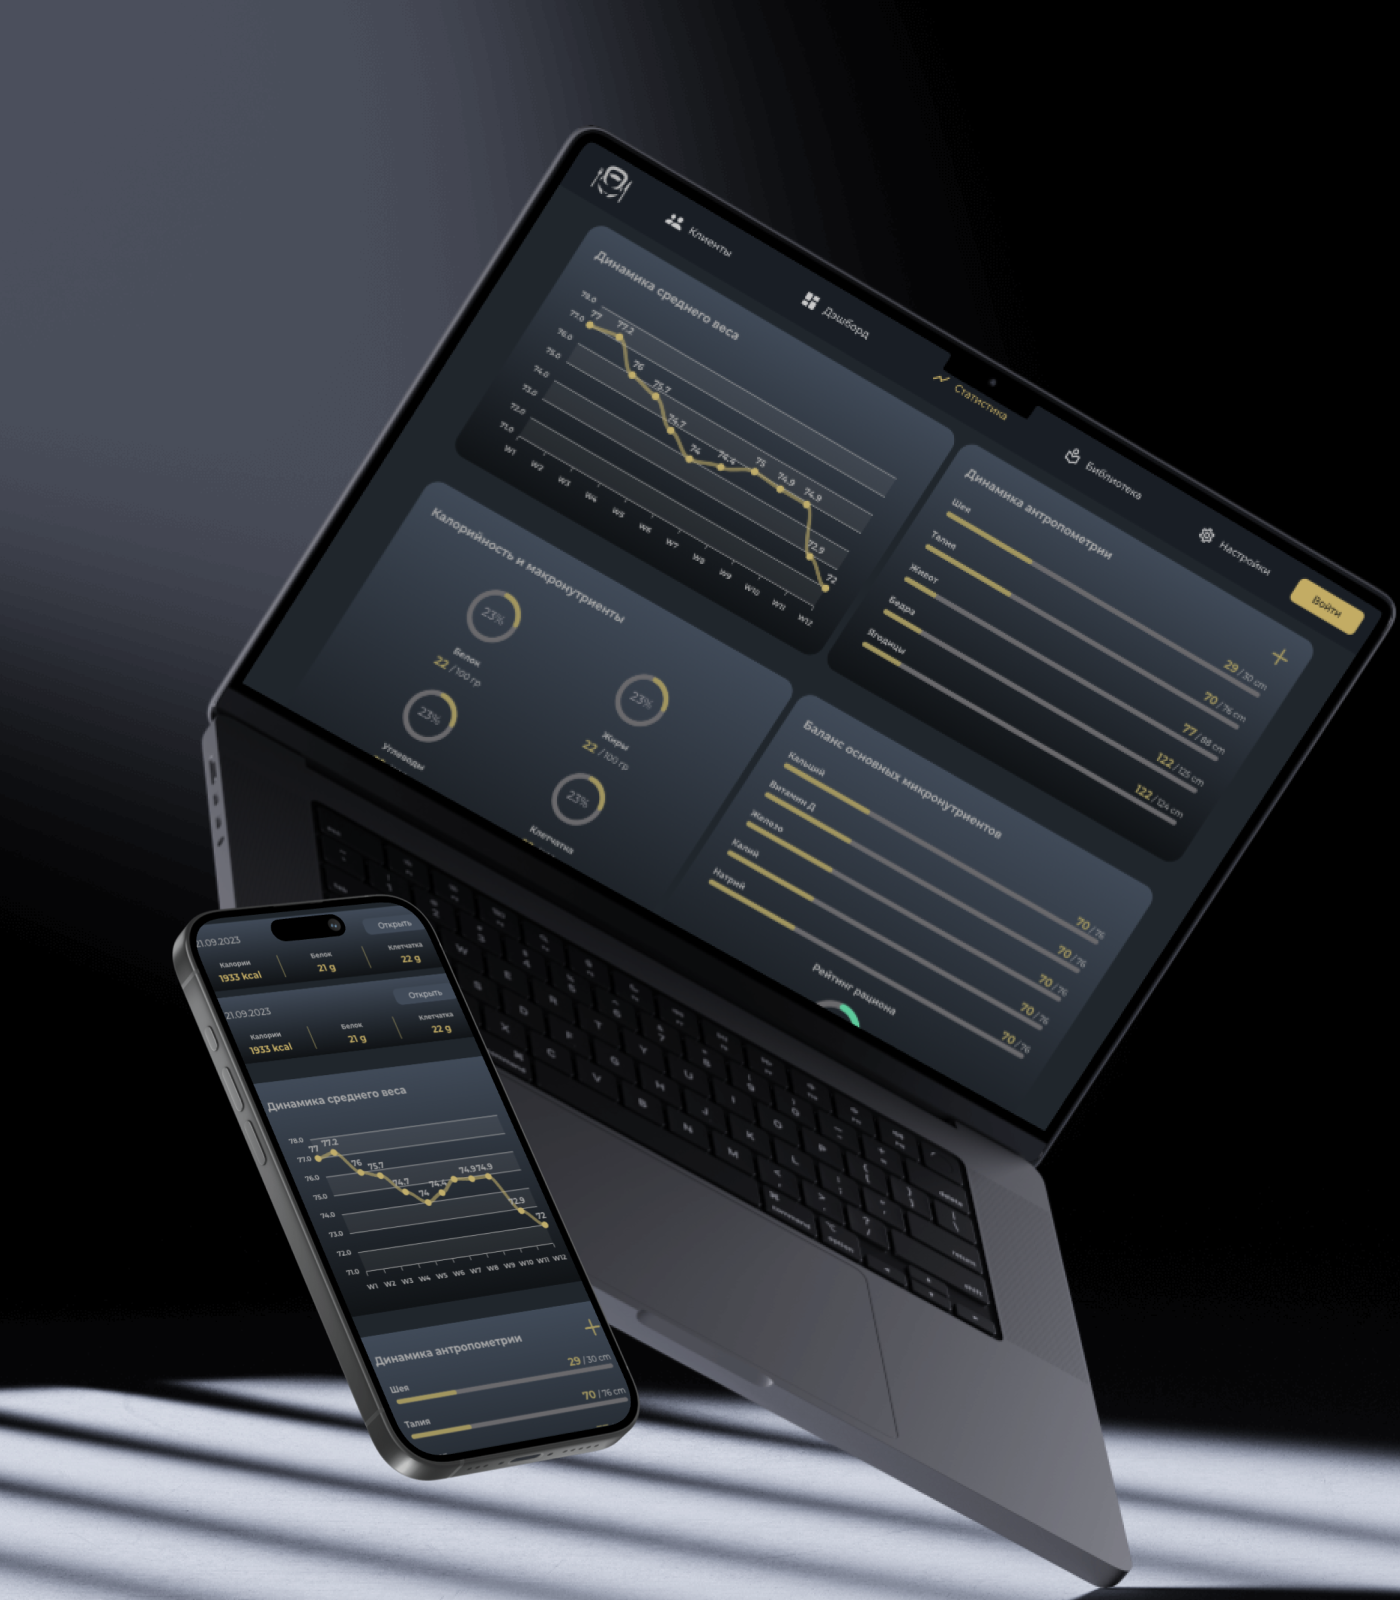 Клиенты
Дэшборд
Статистика
Библиотека
Настройки
Войти
Динамика среднего веса
78.0
77.0
76.0
75.0
74.0
73.0
72.0
71.0
77
77.2
76
75.7
74.7
74
74.4
75
74.9
74.9
72.9
72
W1
W2
W3
W4
W5
W6
W7
W8
W9
W10
W11
W12
Динамика антропометрии
Шея
29 / 30 cm
Талия
70 / 76 cm
Живот
77 / 98 cm
Бедра
122 / 125 cm
Ягодицы
122 / 124 cm
Калорийность и макронутриенты
23%
Белок
22 / 100 гр
23%
Жиры
22 / 100 гр
23%
Углеводы
23%
Клетчатка
Баланс основных микронутриентов
Кальций
70 / 76
Витамин Д
70 / 76
Железо
70 / 76
Калий
70 / 76
Натрий
70 / 76
Рейтинг рациона
W
E
R
T
Y
U
I
O
P
S
D
F
G
H
J
K
L
X
C
V
B
N
M
delete
return
shift
command
option
21.09.2023
Открыть
Калории
Белок
Клетчатка
1933 kcal
21 g
22 g
21.09.2023
Открыть
Калории
Белок
Клетчатка
1933 kcal
21 g
22 g
Динамика среднего веса
78.0
77.0
76.0
75.0
74.0
73.0
72.0
71.0
77
77.2
76
75.7
74.7
74
74.9
74.9
72.9
72
W1 W2 W3 W4 W5 W6 W7 W8 W9 W10 W11 W12
Динамика антропометрии
Шея
29 / 30 cm
Талия
70 / 76 cm